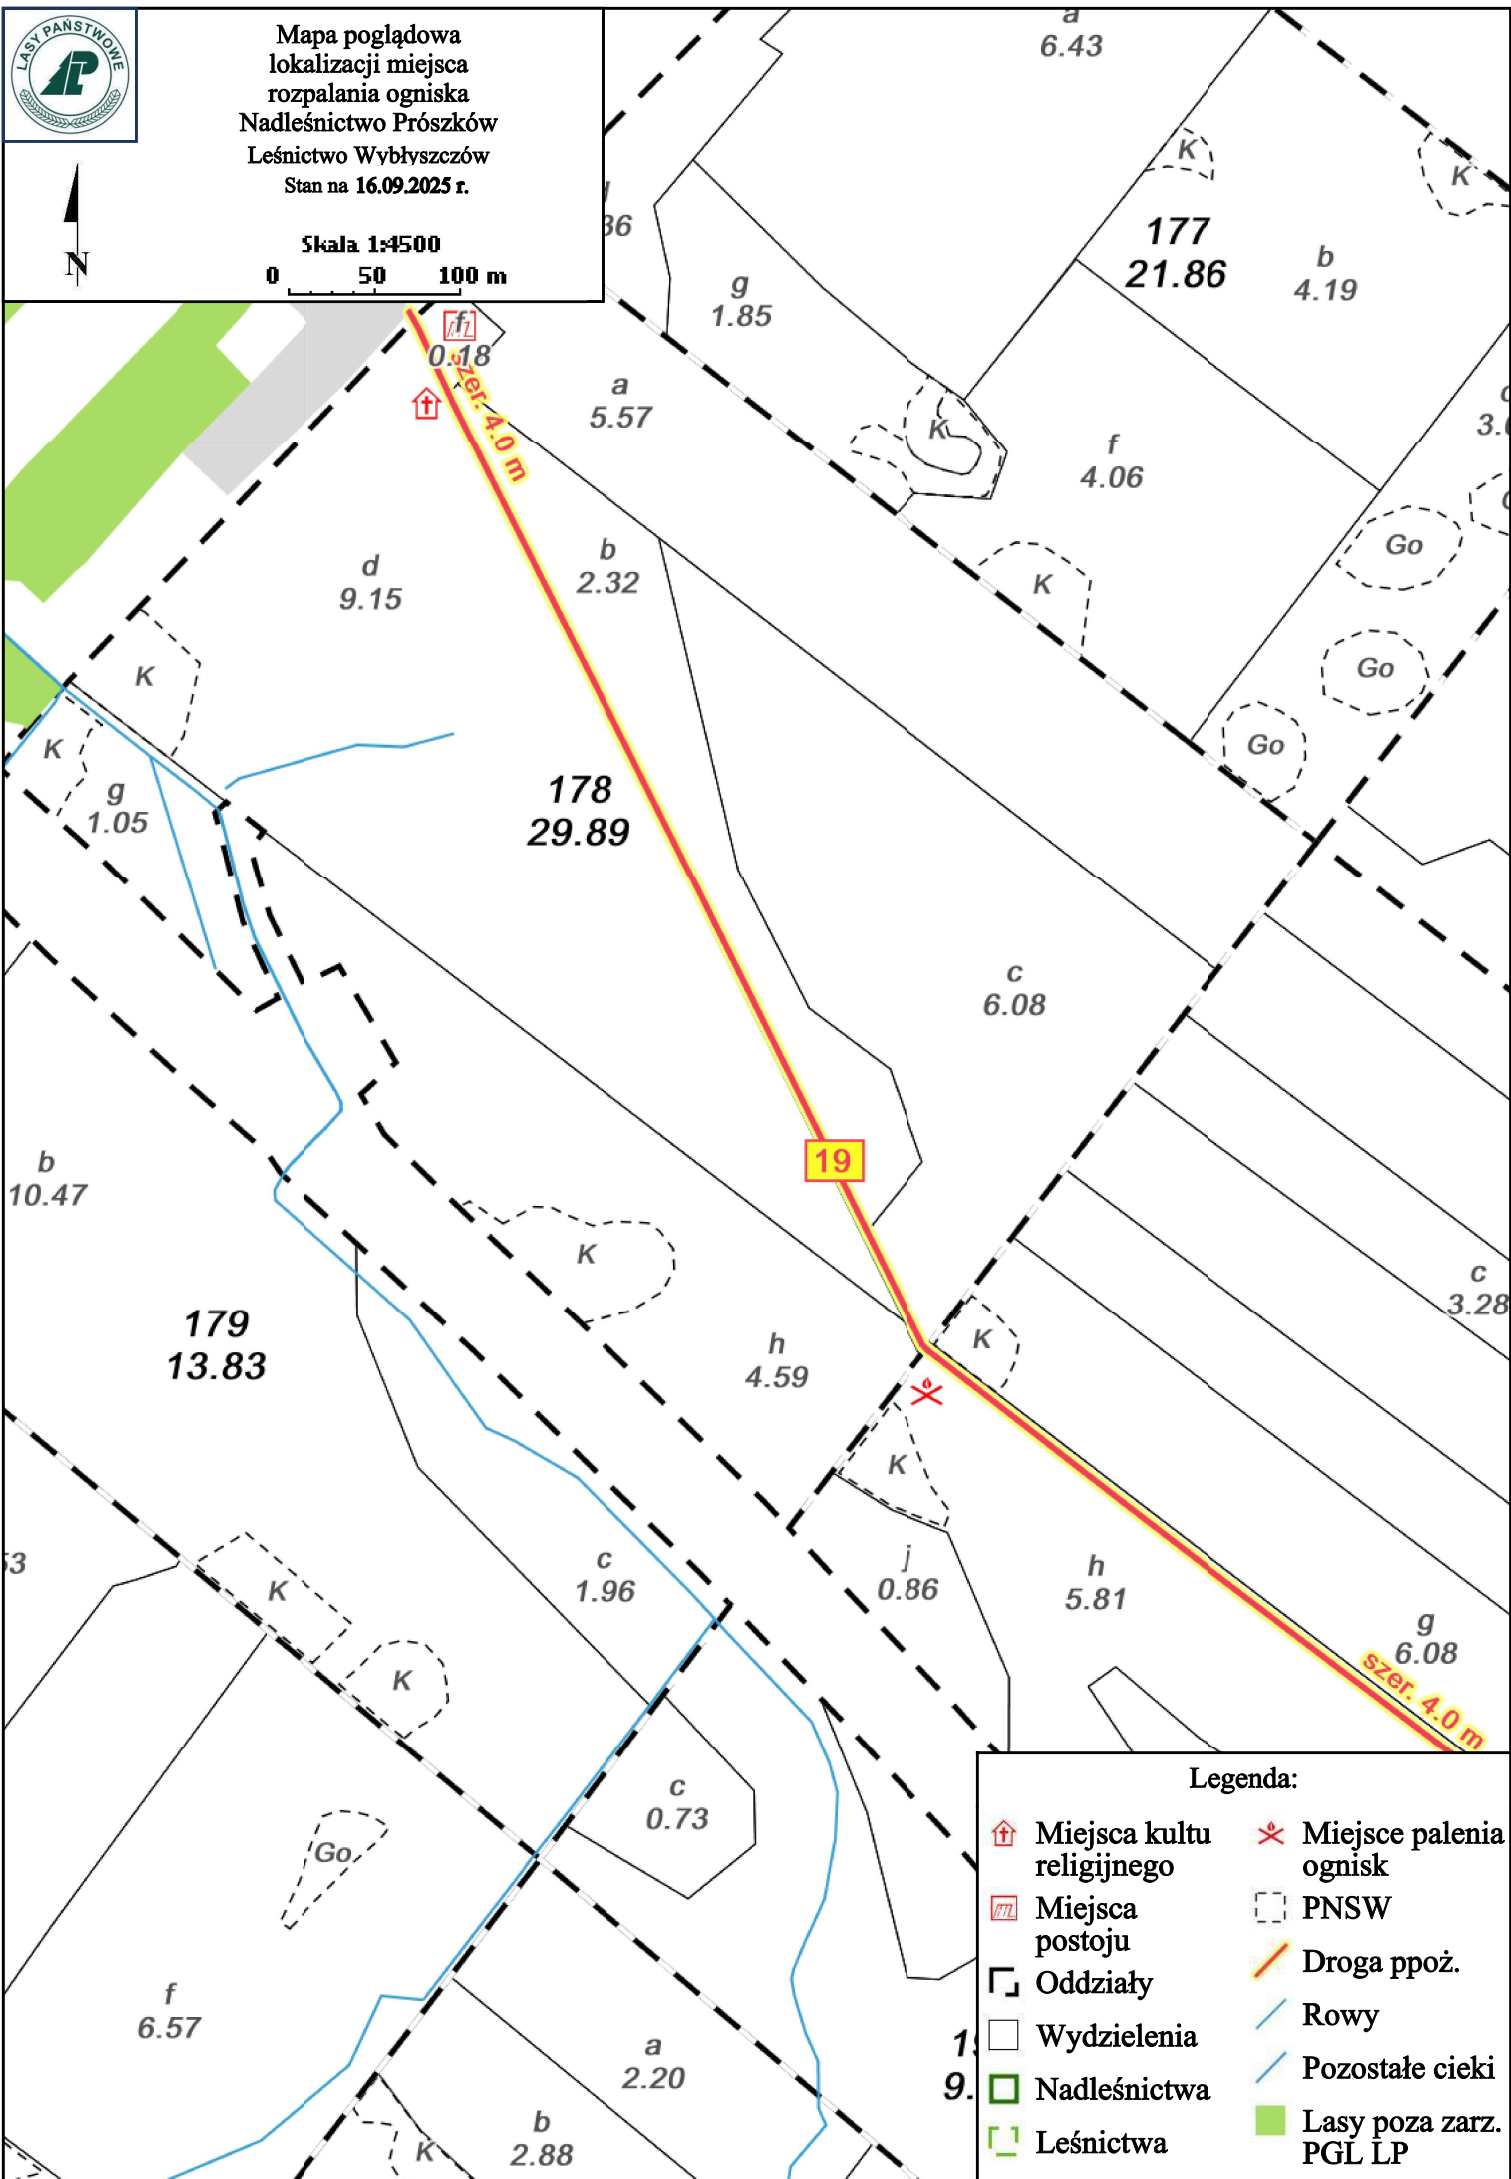 LASY PAŃSTWOWE
Mapa poglądowa
lokalizacji miejsca
rozpalania ogniska
Nadleśnictwo Prószków
Leśnictwo Wybłyszczów
Stan na 16.09.2025 r.
N
Skala 1:4500
0 50 100 m
a
6.43
K
K
177
21.86
b
4.19
36
g
1.85
f
0.18
szer. 4.0 m
a
5.57
K
f
4.06
3.0
Go
K
b
2.32
d
9.15
K
Go
Go
K
g
1.05
178
29.89
c
6.08
19
b
10.47
K
c
3.28
179
13.83
K
h
4.59
K
c
1.96
j
0.86
h
5.81
g
6.08
szer. 4.0 m
53
K
K
c
0.73
Go
f
6.57
a
2.20
b
2.88
K
9.
Legenda:
Miejsca kultu
religijnego
Miejsca
postoju
Oddziały
Wydzielenia
Nadleśnictwa
Leśnictwa
Miejsce palenia
ognisk
PNSW
Droga ppoż.
Rowy
Pozostałe cieki
Lasy poza zarz.
PGL LP